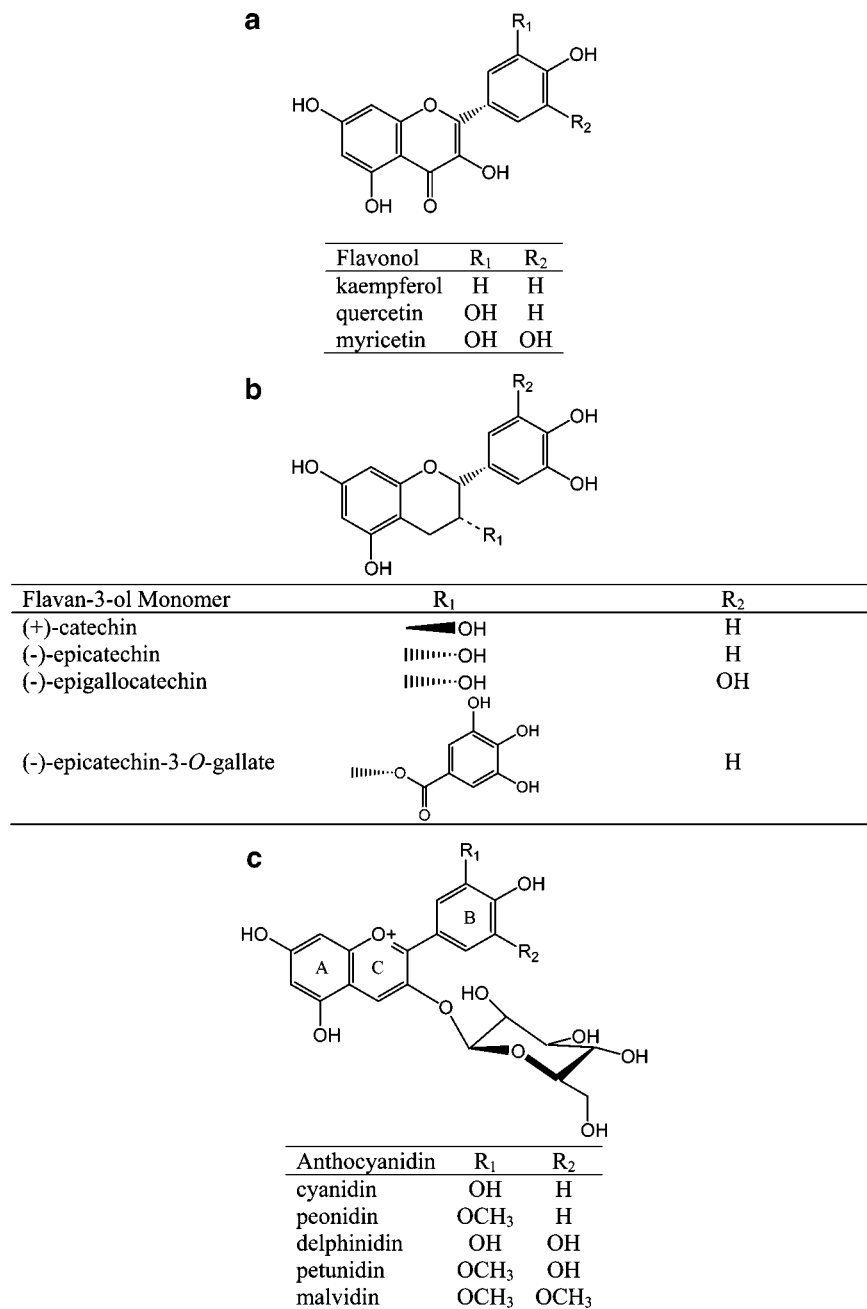 a
R₁
OH
HO
O
R₂
OH
OH
O
Flavonol R₁ R₂
kaempferol H H
quercetin OH H
myricetin OH OH
b
R₂
OH
HO
O
OH
R₁
OH
Flavan-3-ol Monomer R₁ R₂
(+)-catechin OH H
(-)-epicatechin OH H
(-)-epigallocatechin OH OH
OH
OH
(-)-epicatechin-3-O-gallate O OH H
O
c
R₁
OH
B
HO
O+
R₂
A C
HO
O
OH
OH
O
OH
OH
Anthocyanidin R₁ R₂
cyanidin OH H
peonidin OCH₃ H
delphinidin OH OH
petunidin OCH₃ OH
malvidin OCH₃ OCH₃